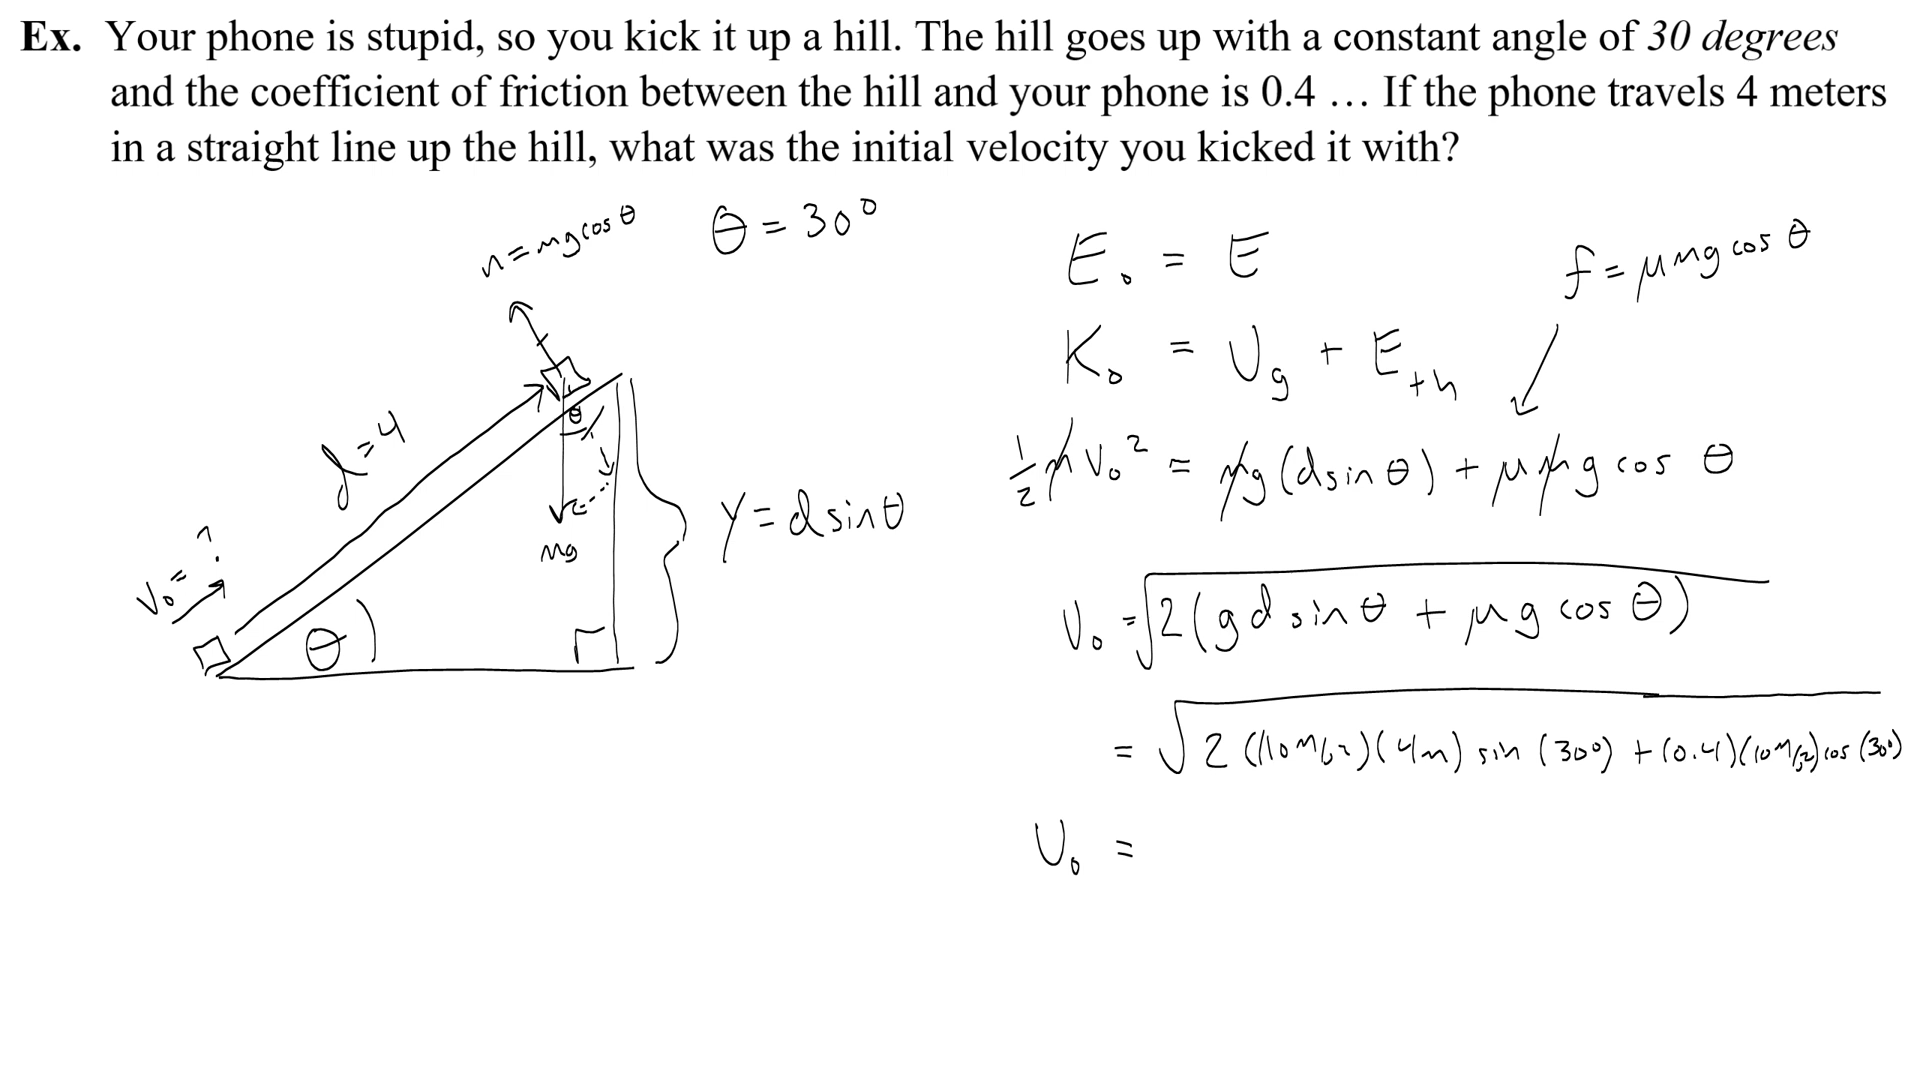 Ex. Your phone is stupid, so you kick it up a hill. The hill goes up with a constant angle of 30 degrees
and the coefficient of friction between the hill and your phone is 0.4 … If the phone travels 4 meters
in a straight line up the hill, what was the initial velocity you kicked it with?
n = mg cos θ
θ = 30°
d = 4
v₀ = ?
θ
θ
mg
y = d sin θ
E₀ = E
f = μmg cos θ
K₀ = Ug + Eth
½mv₀² = mg(d sin θ) + μmg cos θ
v₀ = √2(gd sin θ + μg cos θ)
= √2((10 m/s²)(4m) sin (30°) + (0.4)(10 m/s²) cos (30°)
v₀ =